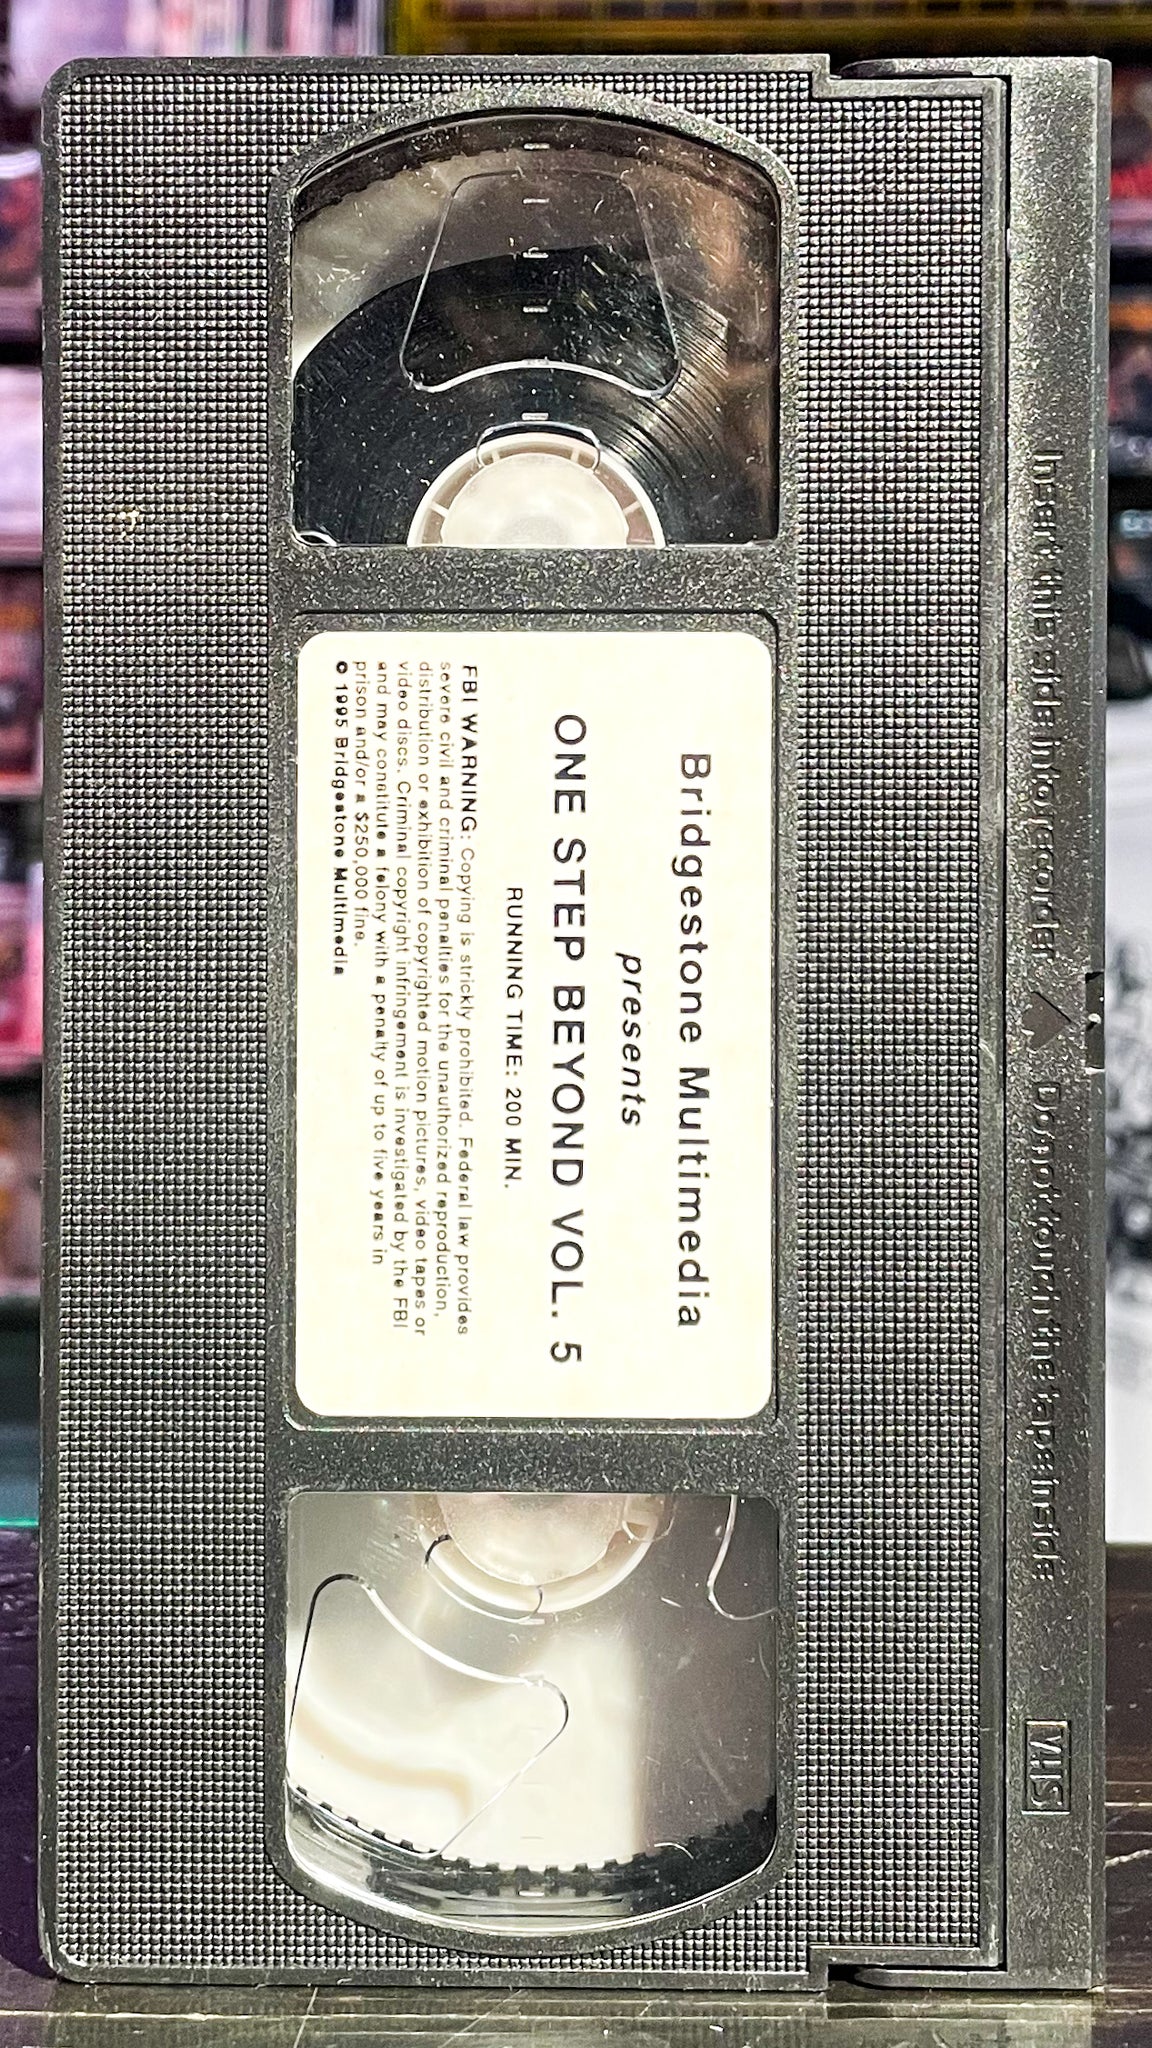 Bridgestone Multimedia
presents
ONE STEP BEYOND VOL. 5
RUNNING TIME: 200 MIN.
FBI WARNING: Copying is strickly prohibited. Federal law provides
severe civil and criminal penalties for the unauthorized reproduction,
distribution or exhibition of copyrighted motion pictures, video tapes or
video discs. Criminal copyright infringement is investigated by the FBI
and may constitute a felony with a penalty of up to five years in
prison and/or a $250,000 fine.
© 1995 Bridgestone Multimedia
Insert this side into recorder Do not touch the tape inside
VHS